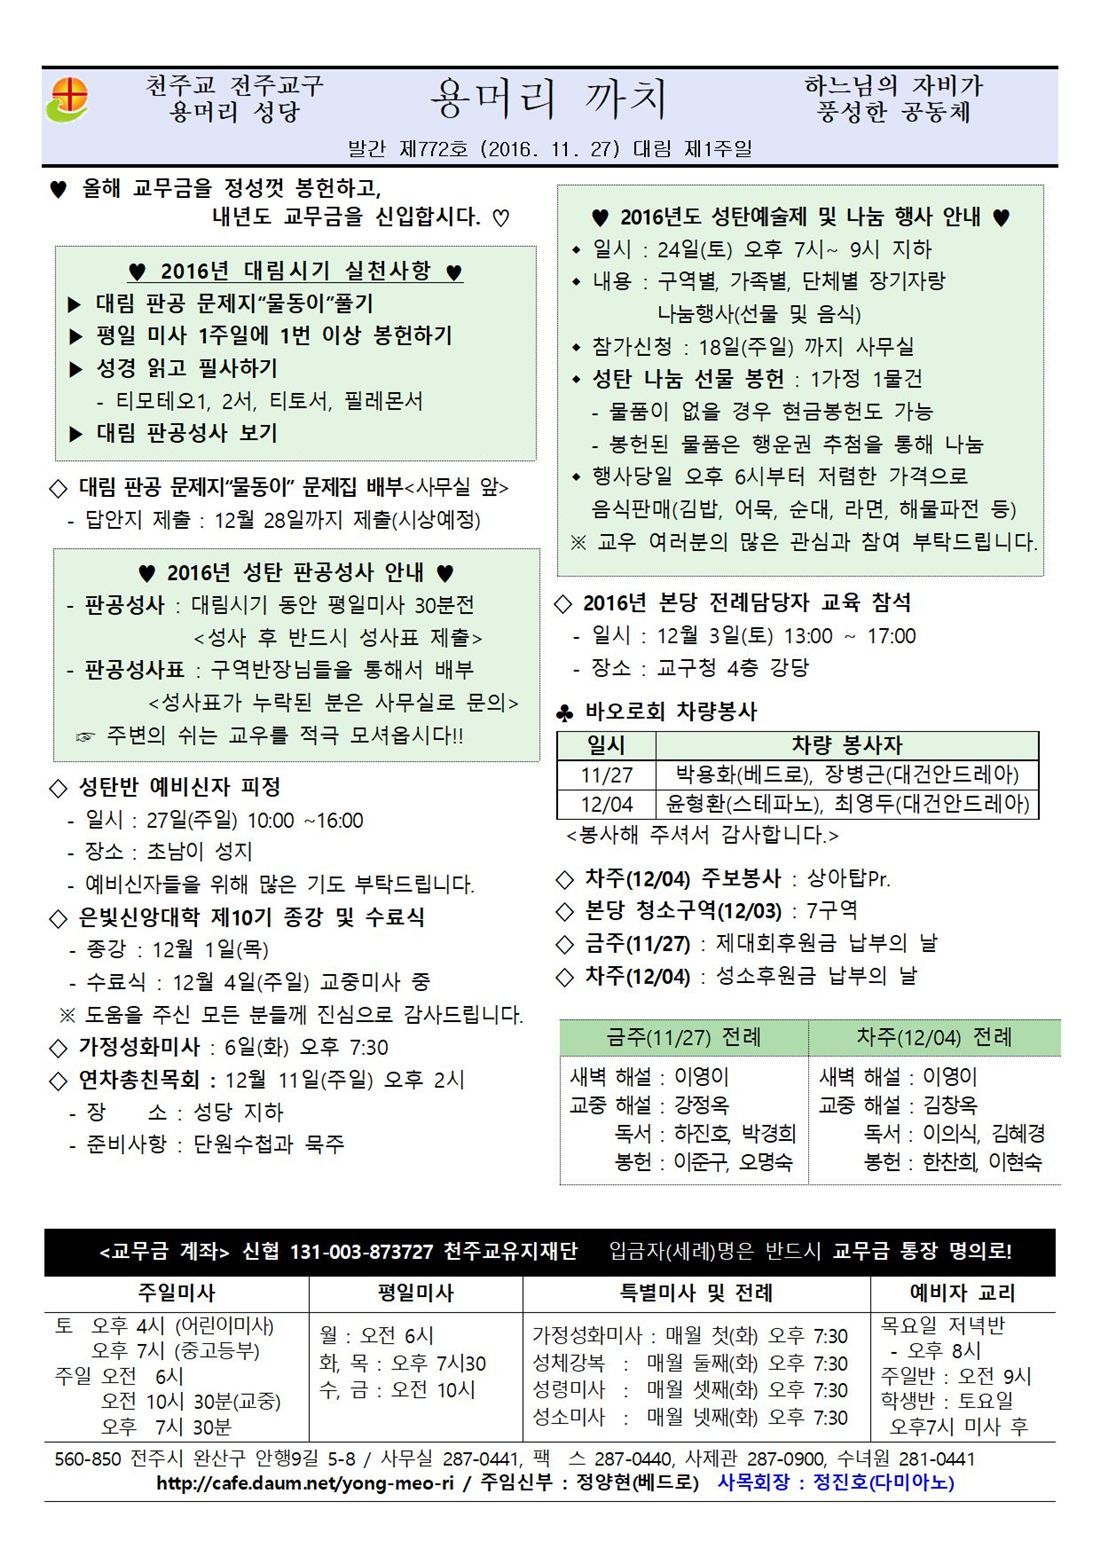 천주교 전주교구
용머리 성당
용머리 까치
하느님의 자비가
풍성한 공동체
발간 제772호 (2016. 11. 27) 대림 제1주일
♥ 올해 교무금을 정성껏 봉헌하고,
내년도 교무금을 신입합시다. ♡
♥ 2016년 대림시기 실천사항 ♥
▶ 대림 판공 문제지“물동이”풀기
▶ 평일 미사 1주일에 1번 이상 봉헌하기
▶ 성경 읽고 필사하기
- 티모테오1, 2서, 티토서, 필레몬서
▶ 대림 판공성사 보기
◇ 대림 판공 문제지“물동이” 문제집 배부<사무실 앞>
- 답안지 제출 : 12월 28일까지 제출(시상예정)
♥ 2016년 성탄 판공성사 안내 ♥
- 판공성사 : 대림시기 동안 평일미사 30분전
<성사 후 반드시 성사표 제출>
- 판공성사표 : 구역반장님들을 통해서 배부
<성사표가 누락된 분은 사무실로 문의>
☞ 주변의 쉬는 교우를 적극 모셔옵시다!!
◇ 성탄반 예비신자 피정
- 일시 : 27일(주일) 10:00 ~16:00
- 장소 : 초남이 성지
- 예비신자들을 위해 많은 기도 부탁드립니다.
◇ 은빛신앙대학 제10기 종강 및 수료식
- 종강 : 12월 1일(목)
- 수료식 : 12월 4일(주일) 교중미사 중
※ 도움을 주신 모든 분들께 진심으로 감사드립니다.
◇ 가정성화미사 : 6일(화) 오후 7:30
◇ 연차총친목회 : 12월 11일(주일) 오후 2시
- 장 소 : 성당 지하
- 준비사항 : 단원수첩과 묵주
♥ 2016년도 성탄예술제 및 나눔 행사 안내 ♥
◆ 일시 : 24일(토) 오후 7시~ 9시 지하
◆ 내용 : 구역별, 가족별, 단체별 장기자랑
나눔행사(선물 및 음식)
◆ 참가신청 : 18일(주일) 까지 사무실
◆ 성탄 나눔 선물 봉헌 : 1가정 1물건
- 물품이 없을 경우 현금봉헌도 가능
- 봉헌된 물품은 행운권 추첨을 통해 나눔
◆ 행사당일 오후 6시부터 저렴한 가격으로
음식판매(김밥, 어묵, 순대, 라면, 해물파전 등)
※ 교우 여러분의 많은 관심과 참여 부탁드립니다.
◇ 2016년 본당 전례담당자 교육 참석
- 일시 : 12월 3일(토) 13:00 ~ 17:00
- 장소 : 교구청 4층 강당
♣ 바오로회 차량봉사
일시 차량 봉사자
11/27 박용화(베드로), 장병근(대건안드레아)
12/04 윤형환(스테파노), 최영두(대건안드레아)
<봉사해 주셔서 감사합니다.>
◇ 차주(12/04) 주보봉사 : 상아탑Pr.
◇ 본당 청소구역(12/03) : 7구역
◇ 금주(11/27) : 제대회후원금 납부의 날
◇ 차주(12/04) : 성소후원금 납부의 날
금주(11/27) 전례 차주(12/04) 전례
새벽 해설 : 이영이 새벽 해설 : 이영이
교중 해설 : 강정옥 교중 해설 : 김창옥
독서 : 하진호, 박경희 독서 : 이의식, 김혜경
봉헌 : 이준구, 오명숙 봉헌 : 한찬희, 이현숙
<교무금 계좌> 신협 131-003-873727 천주교유지재단 입금자(세례)명은 반드시 교무금 통장 명의로!
주일미사 평일미사 특별미사 및 전례 예비자 교리
토 오후 4시 (어린이미사)
오후 7시 (중고등부)
주일 오전 6시
오전 10시 30분(교중)
오후 7시 30분
월 : 오전 6시
화, 목 : 오후 7시30
수, 금 : 오전 10시
가정성화미사 : 매월 첫(화) 오후 7:30
성체강복 : 매월 둘째(화) 오후 7:30
성령미사 : 매월 셋째(화) 오후 7:30
성소미사 : 매월 넷째(화) 오후 7:30
목요일 저녁반
- 오후 8시
주일반 : 오전 9시
학생반 : 토요일
오후7시 미사 후
560-850 전주시 완산구 안행9길 5-8 / 사무실 287-0441, 팩 스 287-0440, 사제관 287-0900, 수녀원 281-0441
http://cafe.daum.net/yong-meo-ri / 주임신부 : 정양현(베드로) 사목회장 : 정진호(다미아노)